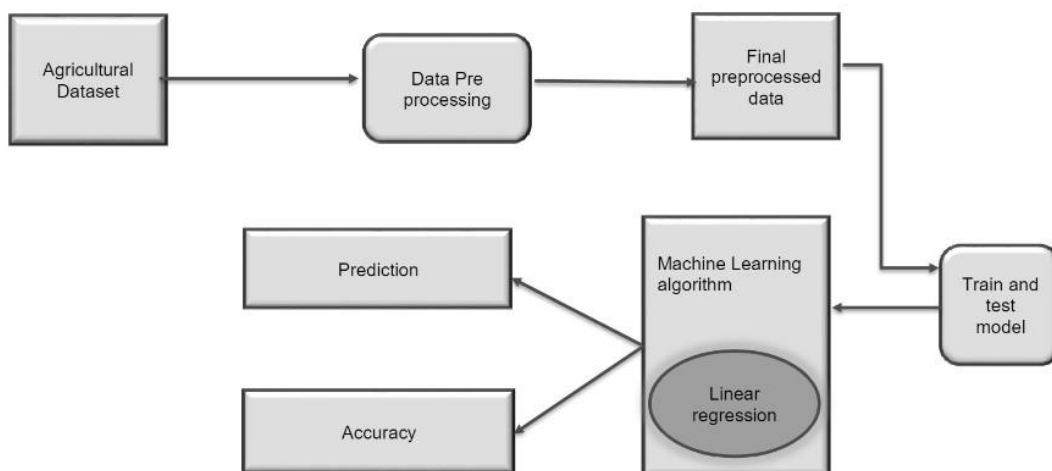 Agricultural
Dataset
Data Pre
processing
Final
preprocessed
data
Train and
test
model
Machine Learning
algorithm
Linear
regression
Prediction
Accuracy